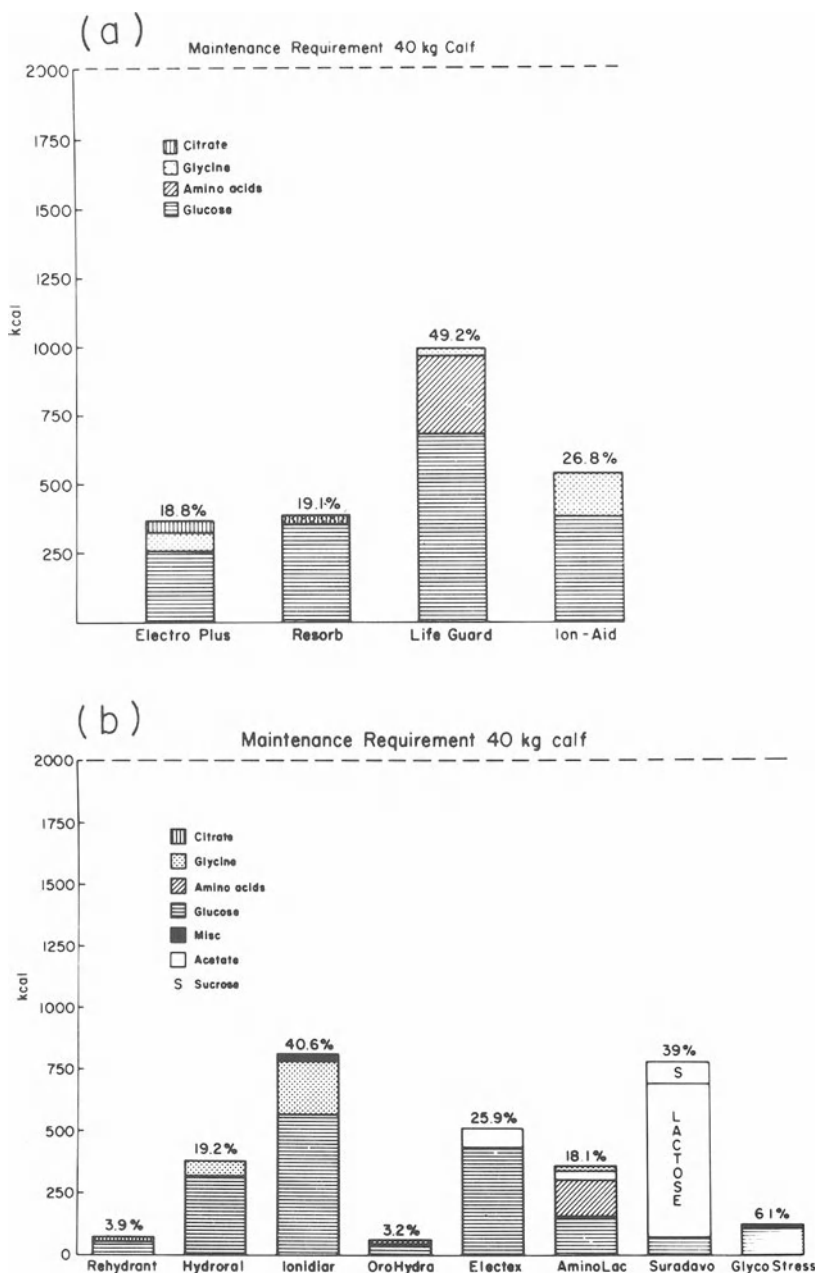 (a)
Maintenance Requirement 40 kg Calf
2000
1750
1500
1250
1000
750
500
250
kcal
Citrate
Glycine
Amino acids
Glucose
18.8%
19.1%
49.2%
26.8%
Electro Plus Resorb Life Guard Ion-Aid
(b)
Maintenance Requirement 40 kg calf
2000
1750
1500
1250
1000
750
500
250
0
kcal
Citrate
Glycine
Amino acids
Glucose
Misc
Acetate
S Sucrose
3.9%
19.2%
40.6%
3.2%
25.9%
18.1%
39%
S
LACTOSE
61%
Rehydrant Hydroral Ionidiar OroHydra Electex AminoLac Suradavo Glyco Stress